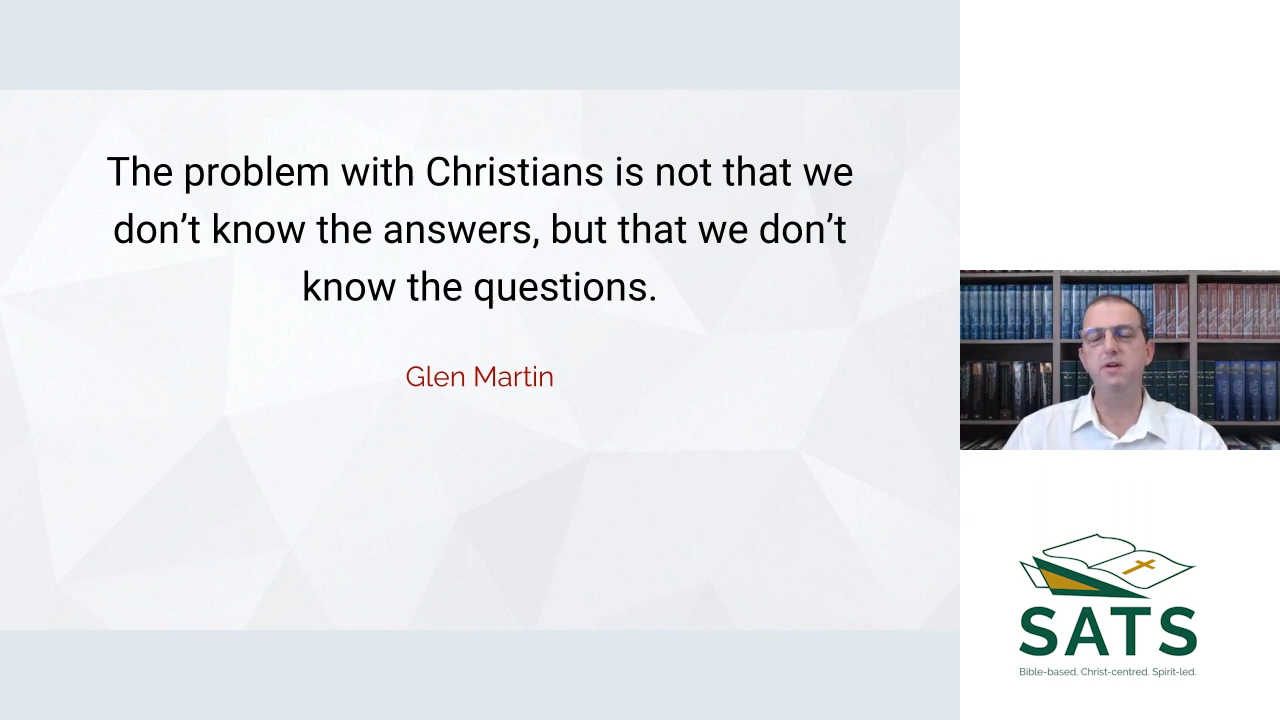 The problem with Christians is not that we
don’t know the answers, but that we don’t
know the questions.
Glen Martin
SATS
Bible-based. Christ-centred. Spirit-led.